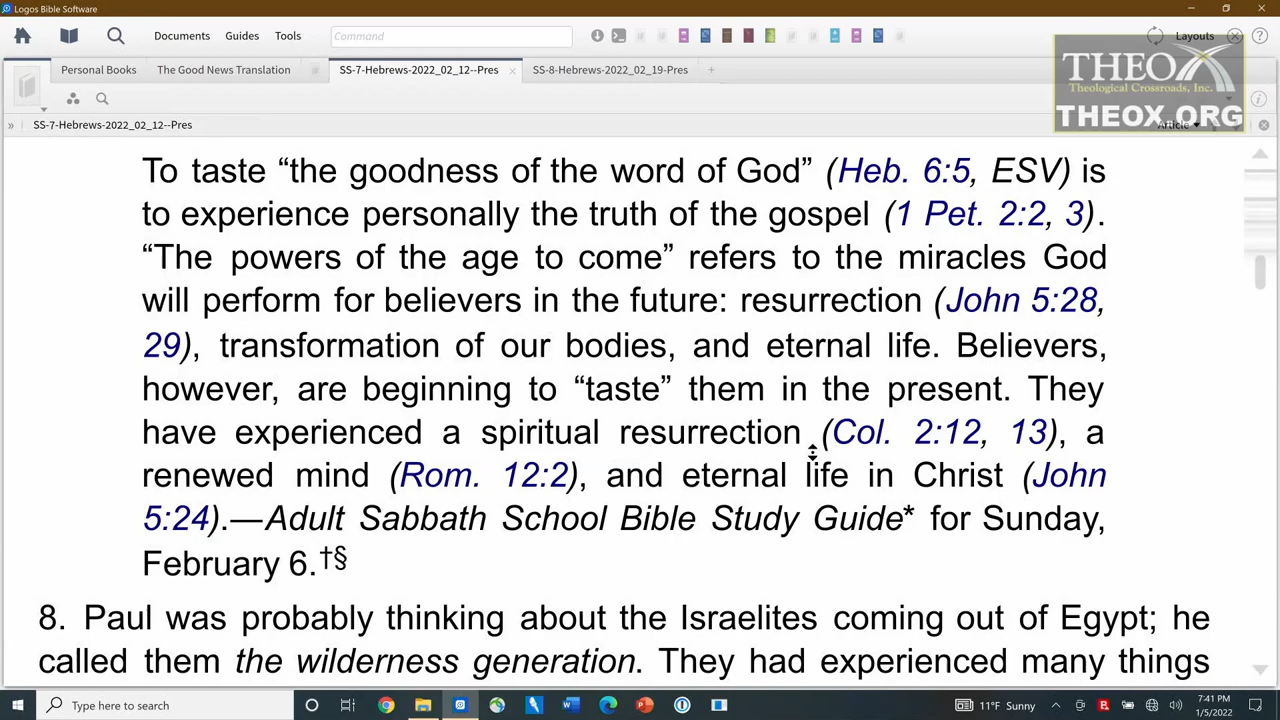 Logos Bible Software
Documents Guides Tools Command Layouts
Personal Books The Good News Translation SS-7-Hebrews-2022_02_12--Pres SS-8-Hebrews-2022_02_19-Pres
THEOX
Theological Crossroads, Inc.
THEOX.ORG
SS-7-Hebrews-2022_02_12--Pres Article
To taste “the goodness of the word of God” (Heb. 6:5, ESV) is
to experience personally the truth of the gospel (1 Pet. 2:2, 3).
“The powers of the age to come” refers to the miracles God
will perform for believers in the future: resurrection (John 5:28,
29), transformation of our bodies, and eternal life. Believers,
however, are beginning to “taste” them in the present. They
have experienced a spiritual resurrection (Col. 2:12, 13), a
renewed mind (Rom. 12:2), and eternal life in Christ (John
5:24).—Adult Sabbath School Bible Study Guide* for Sunday,
February 6.†§
8. Paul was probably thinking about the Israelites coming out of Egypt; he
called them the wilderness generation. They had experienced many things
Type here to search 11°F Sunny 7:41 PM
1/5/2022